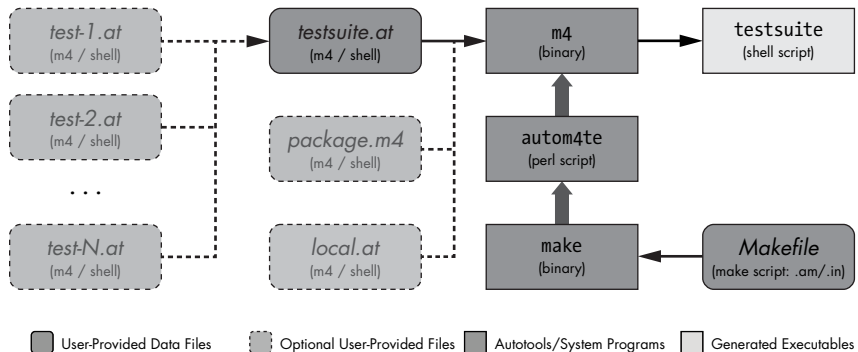 test-1.at
(m4 / shell)
testsuite.at
(m4 / shell)
m4
(binary)
testsuite
(shell script)
test-2.at
(m4 / shell)
package.m4
(m4 / shell)
autom4te
(perl script)
...
test-N.at
(m4 / shell)
local.at
(m4 / shell)
make
(binary)
Makefile
(make script: .am/.in)
User-Provided Data Files
Optional User-Provided Files
Autotools/System Programs
Generated Executables